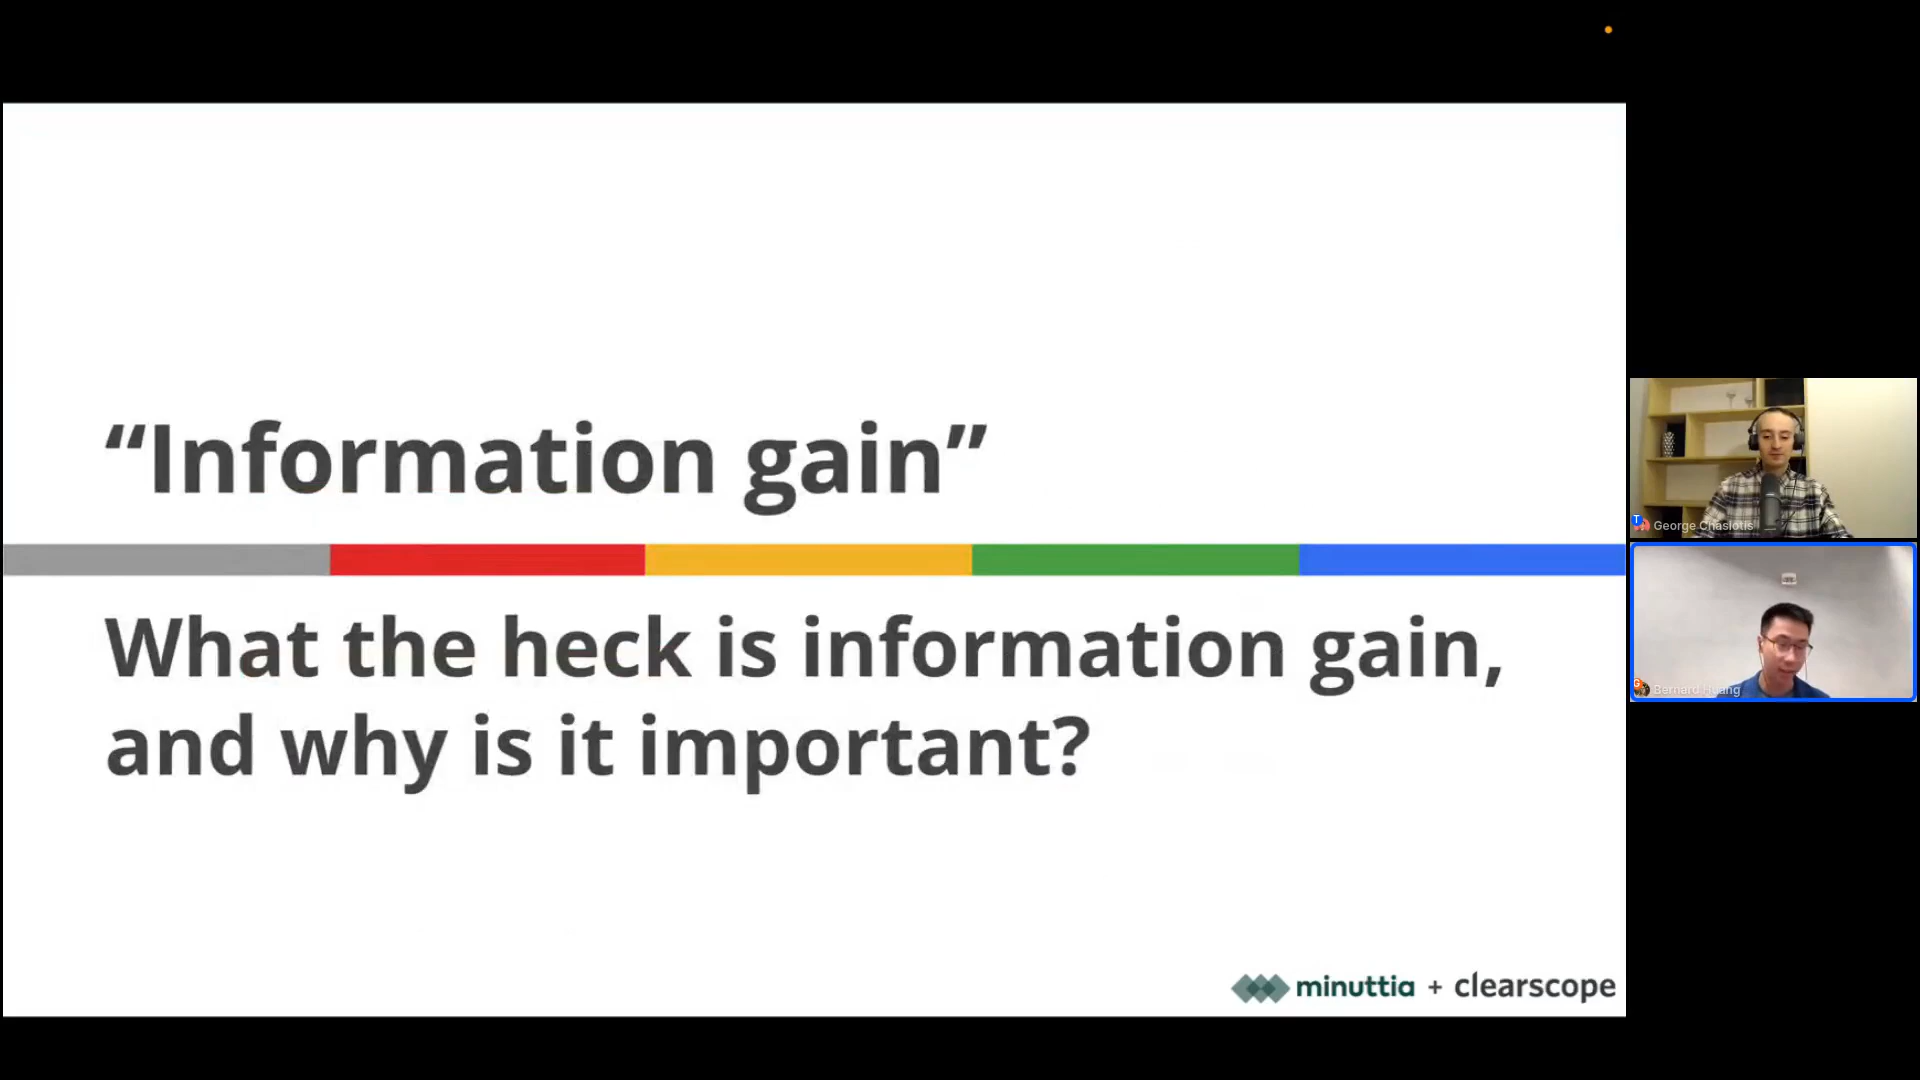 “Information gain”
What the heck is information gain,
and why is it important?
minuttia + clearscope
George Chasiotis
Bernard Huang